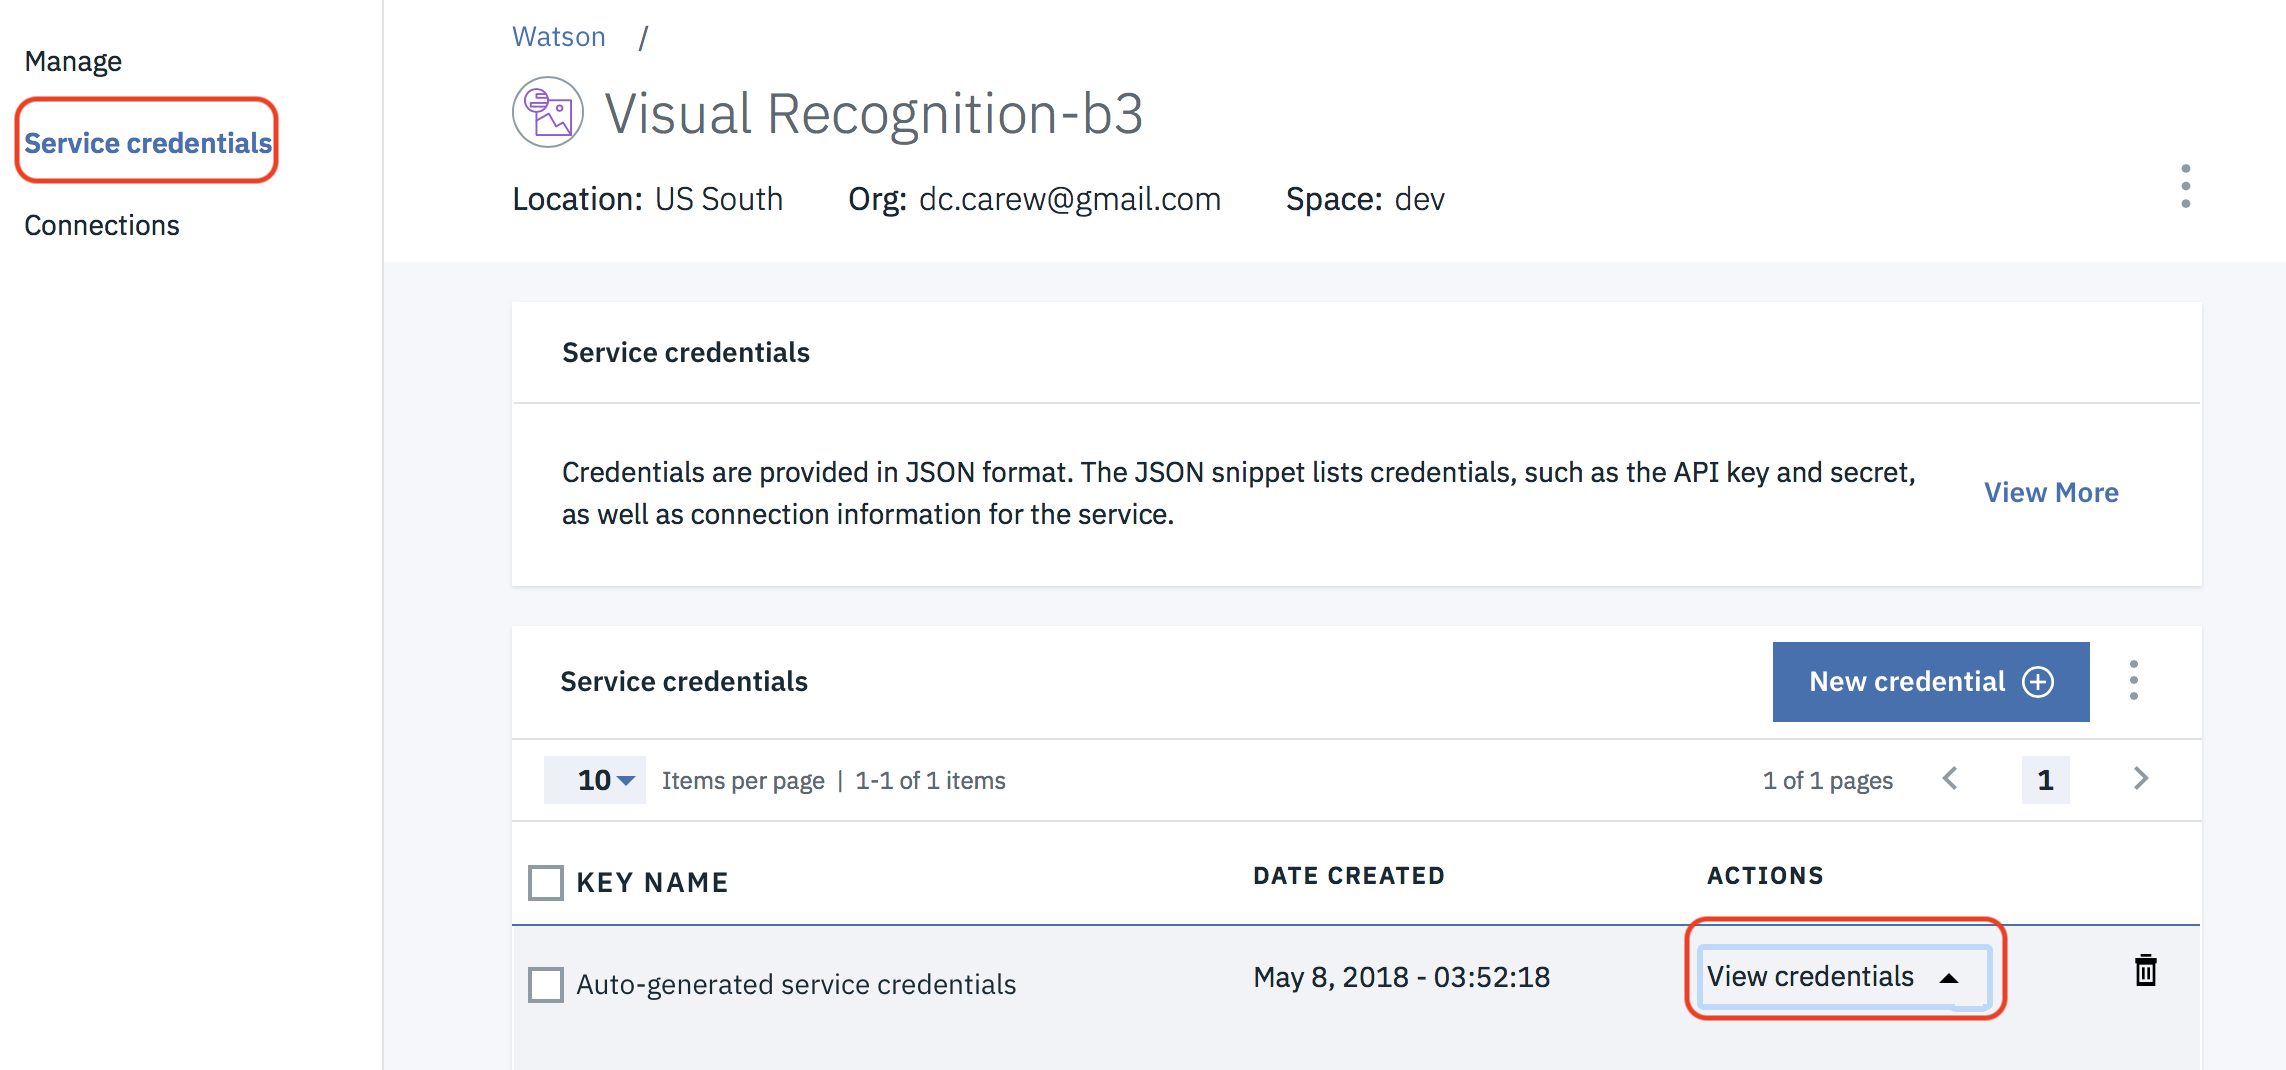 Manage
Service credentials
Connections
Watson /
Visual Recognition-b3
Location: US South Org: dc.carew@gmail.com Space: dev
Service credentials
Credentials are provided in JSON format. The JSON snippet lists credentials, such as the API key and secret,
as well as connection information for the service.
View More
Service credentials
New credential
10 Items per page | 1-1 of 1 items 1 of 1 pages 1
KEY NAME DATE CREATED ACTIONS
Auto-generated service credentials May 8, 2018 - 03:52:18 View credentials